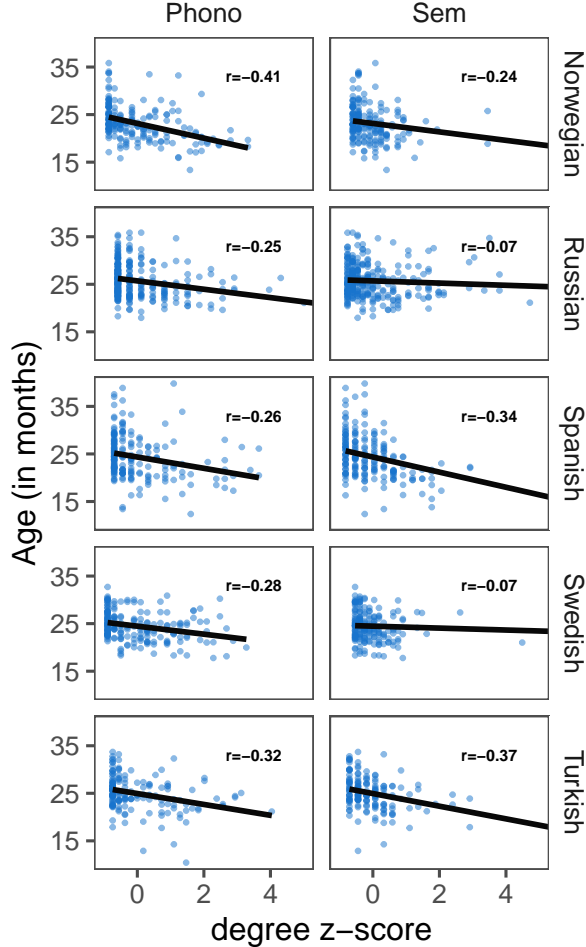 Phono Sem
35
25
15
r=−0.41
r=−0.24
Norwegian
35
25
15
r=−0.25
r=−0.07
Russian
35
25
15
r=−0.26
r=−0.34
Spanish
35
25
15
r=−0.28
r=−0.07
Swedish
35
25
15
r=−0.32
r=−0.37
Turkish
Age (in months)
0 2 4 0 2 4
degree z−score